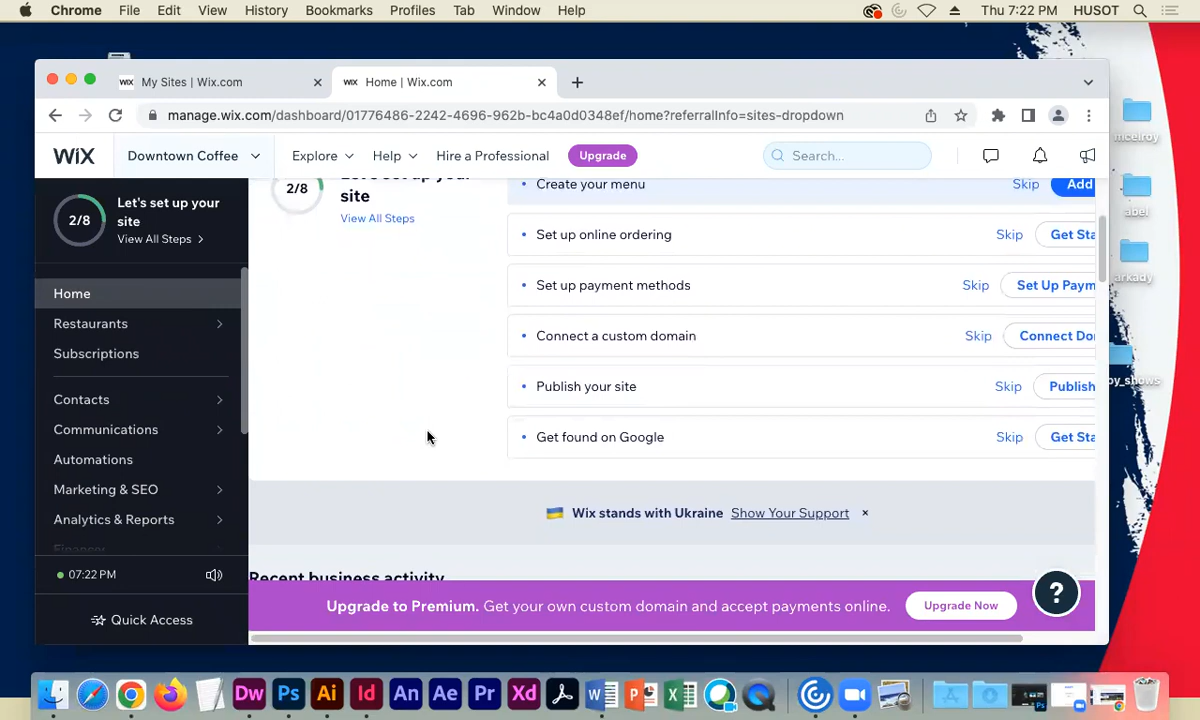 Chrome File Edit View History Bookmarks Profiles Tab Window Help Thu 7:22 PM HUSOT
WiX My Sites | Wix.com × WiX Home | Wix.com × +
manage.wix.com/dashboard/01776486-2242-4696-962b-bc4a0d0348ef/home?referralInfo=sites-dropdown
WiX Downtown Coffee Explore Help Hire a Professional Upgrade Search...
2/8
Let's set up your
site
View All Steps
Home
Restaurants
Subscriptions
Contacts
Communications
Automations
Marketing & SEO
Analytics & Reports
07:22 PM
Quick Access
2/8
Let's set up your
site
View All Steps
Create your menu Skip Add
Set up online ordering Skip Get Sta
Set up payment methods Skip Set Up Paym
Connect a custom domain Skip Connect Do
Publish your site Skip Publish
Get found on Google Skip Get Sta
Wix stands with Ukraine Show Your Support ×
Recent business activity
Upgrade to Premium. Get your own custom domain and accept payments online. Upgrade Now
?
mcelroy
abel
arkady
by_shows
Dw Ps Ai Id An Ae Pr Xd W P X